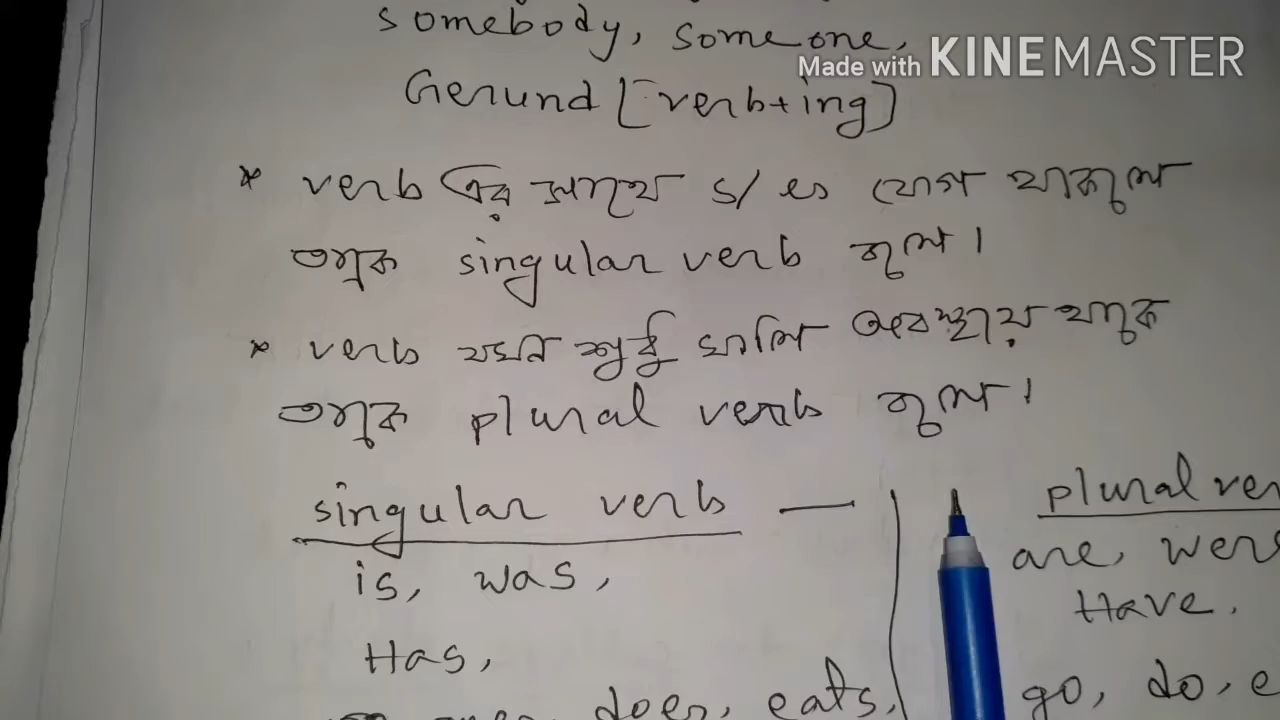 somebody, someone,
Made with KINEMASTER
Gerund [verb+ing]
* verb এর সাথে s/es যোগ থাকলে
তাকে singular verb বলে।
* verb যখন শুধু খালি অবস্থায় থাকে
তাকে plural verb বলে।
singular verb — plural ver
is, was, are, were
Has, Have.
does, eats, go, do, e